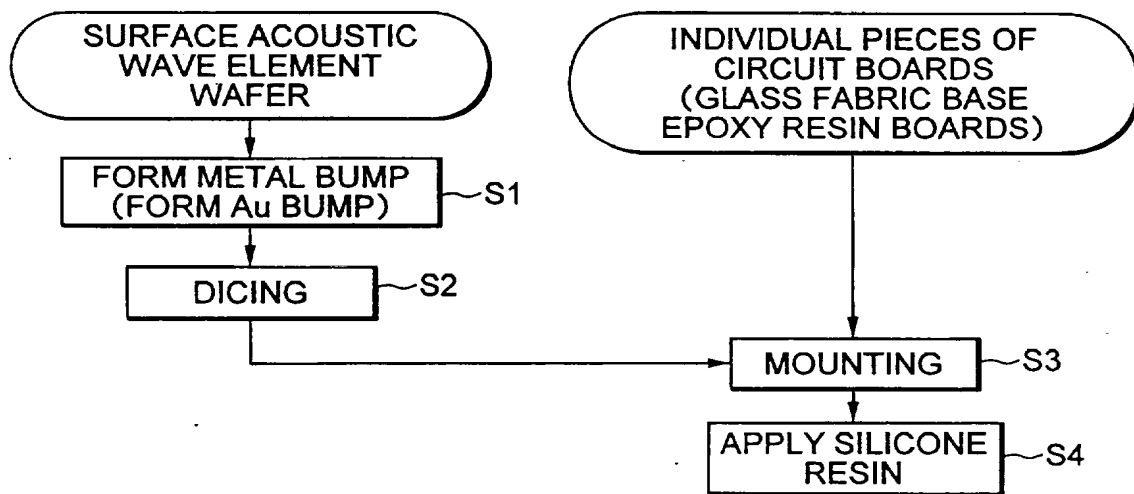 SURFACE ACOUSTIC
WAVE ELEMENT
WAFER
FORM METAL BUMP
(FORM Au BUMP)
S1
DICING
S2
INDIVIDUAL PIECES OF
CIRCUIT BOARDS
(GLASS FABRIC BASE
EPOXY RESIN BOARDS)
MOUNTING
S3
APPLY SILICONE
RESIN
S4